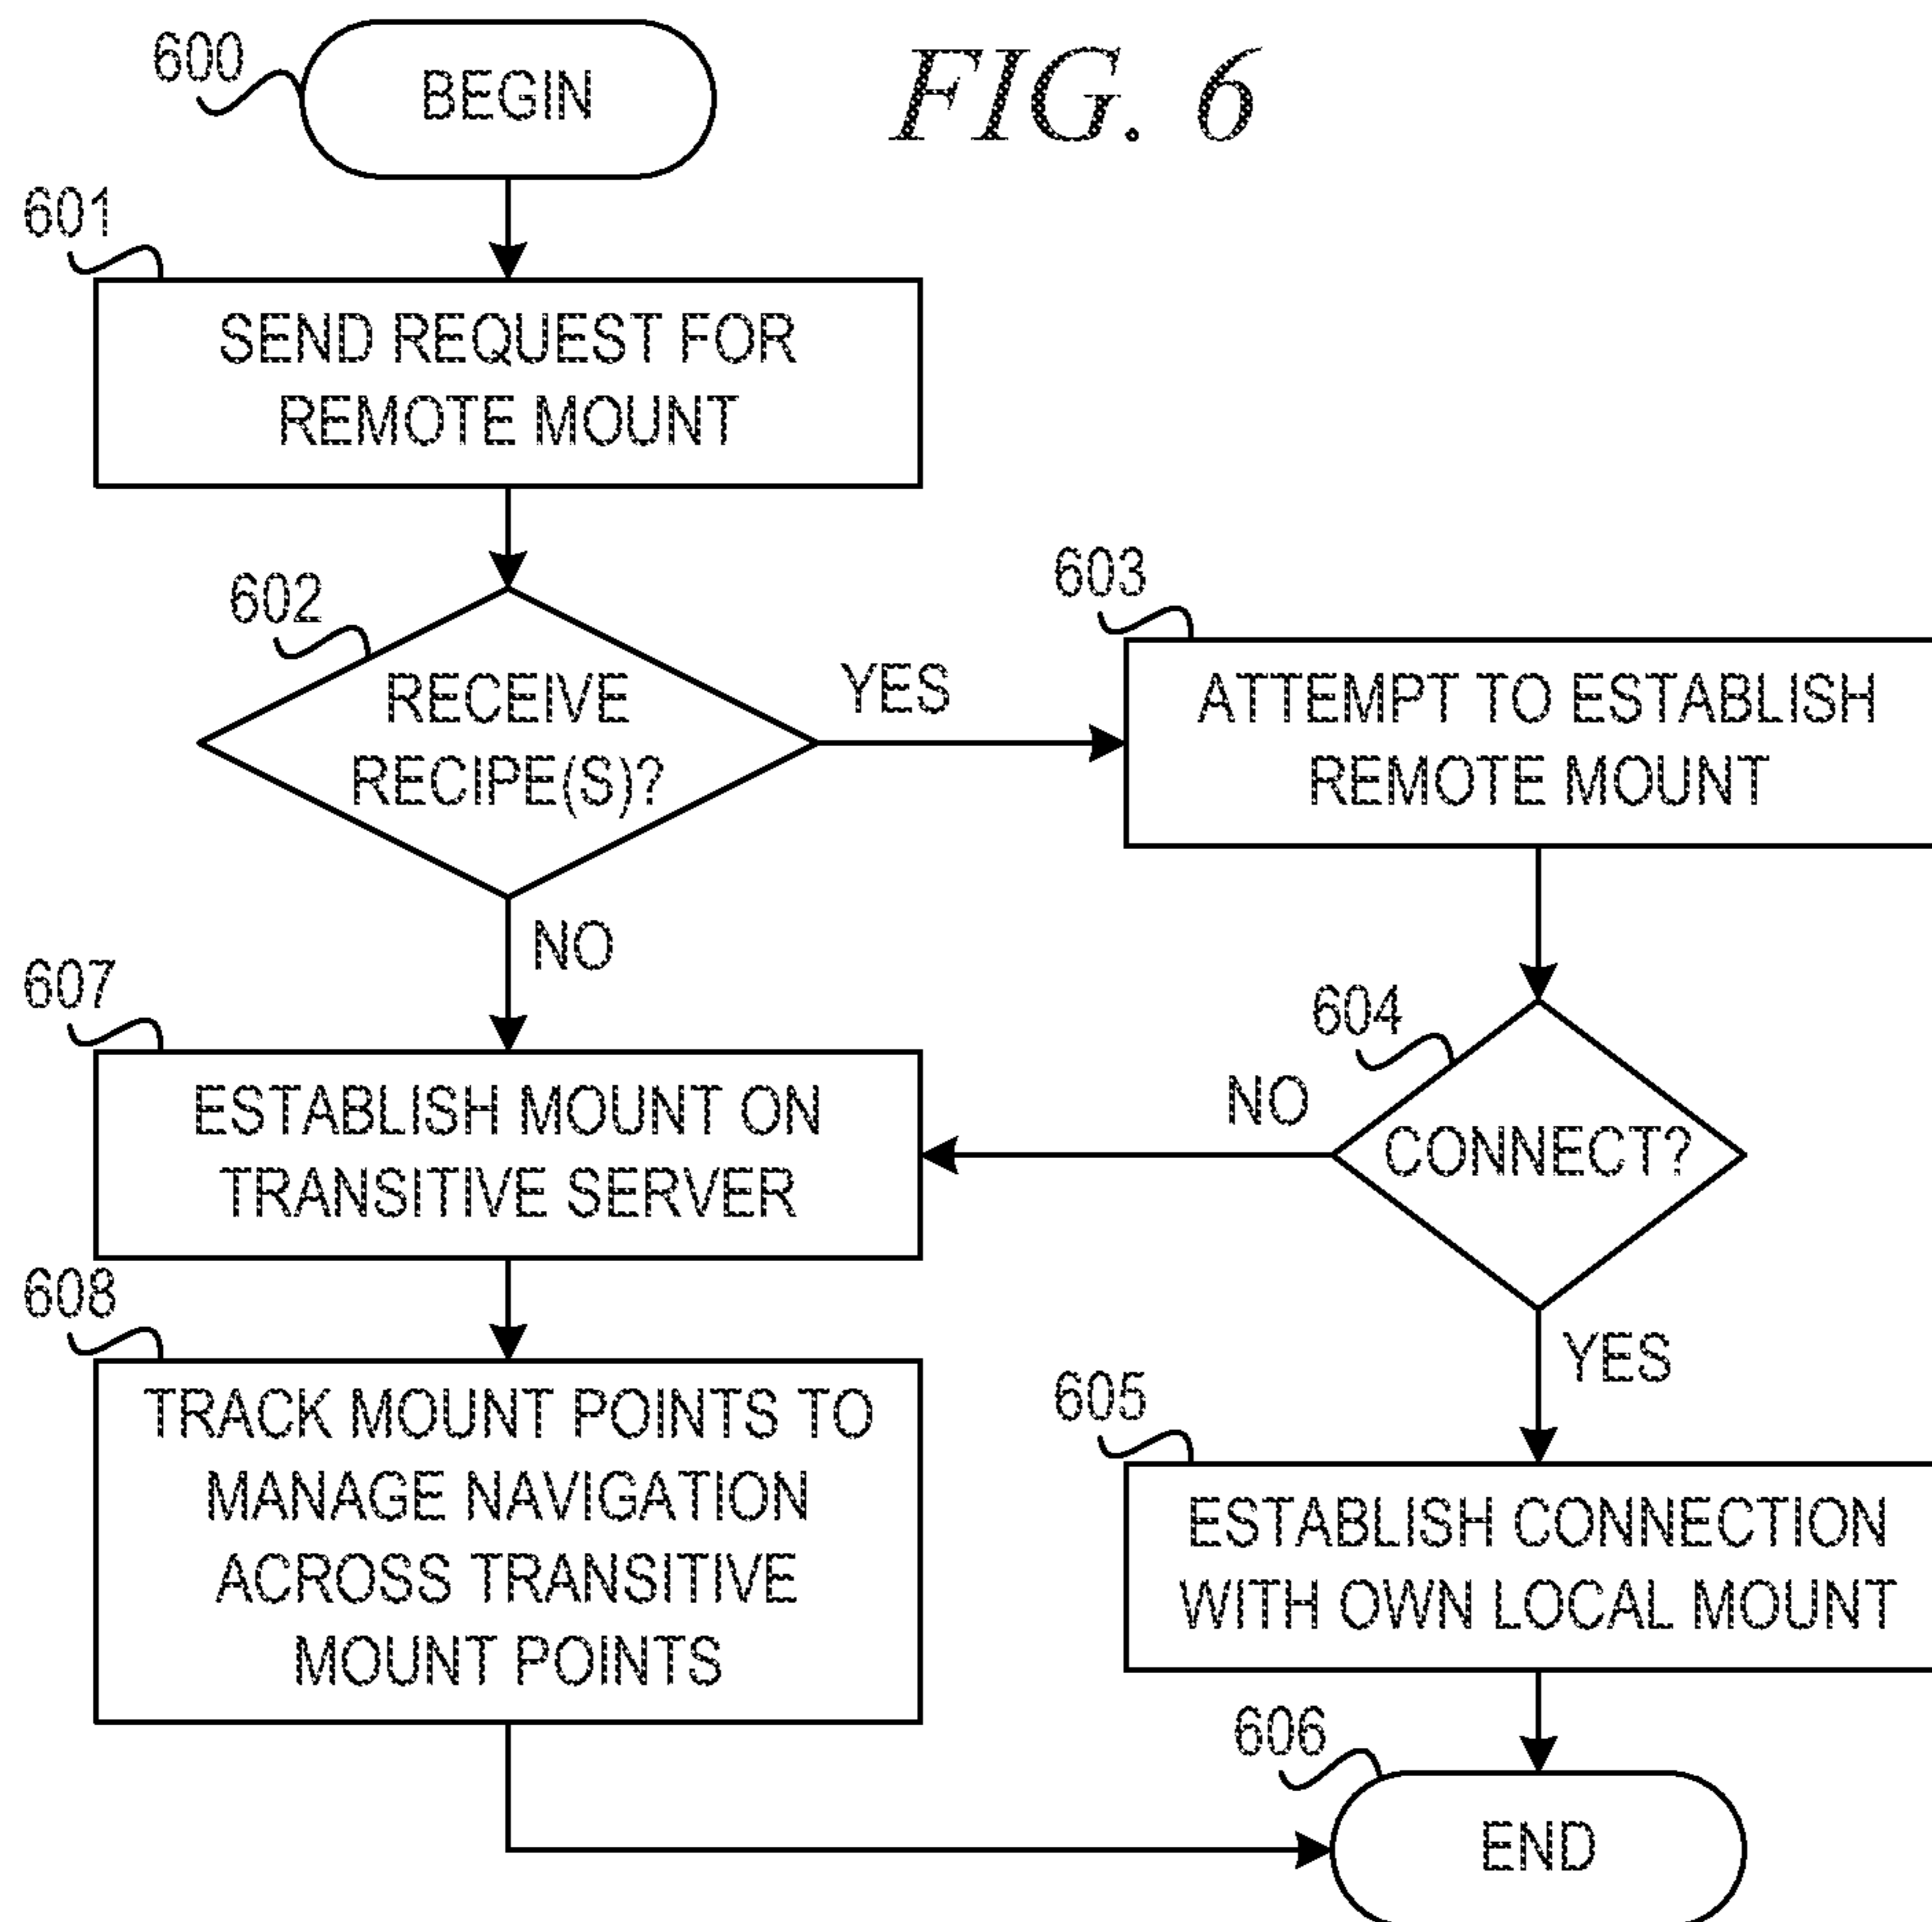 600
BEGIN
FIG. 6
601
SEND REQUEST FOR
REMOTE MOUNT
602
RECEIVE
RECIPE(S)?
YES
603
ATTEMPT TO ESTABLISH
REMOTE MOUNT
NO
604
CONNECT?
NO
607
ESTABLISH MOUNT ON
TRANSITIVE SERVER
YES
608
TRACK MOUNT POINTS TO
MANAGE NAVIGATION
ACROSS TRANSITIVE
MOUNT POINTS
605
ESTABLISH CONNECTION
WITH OWN LOCAL MOUNT
606
END